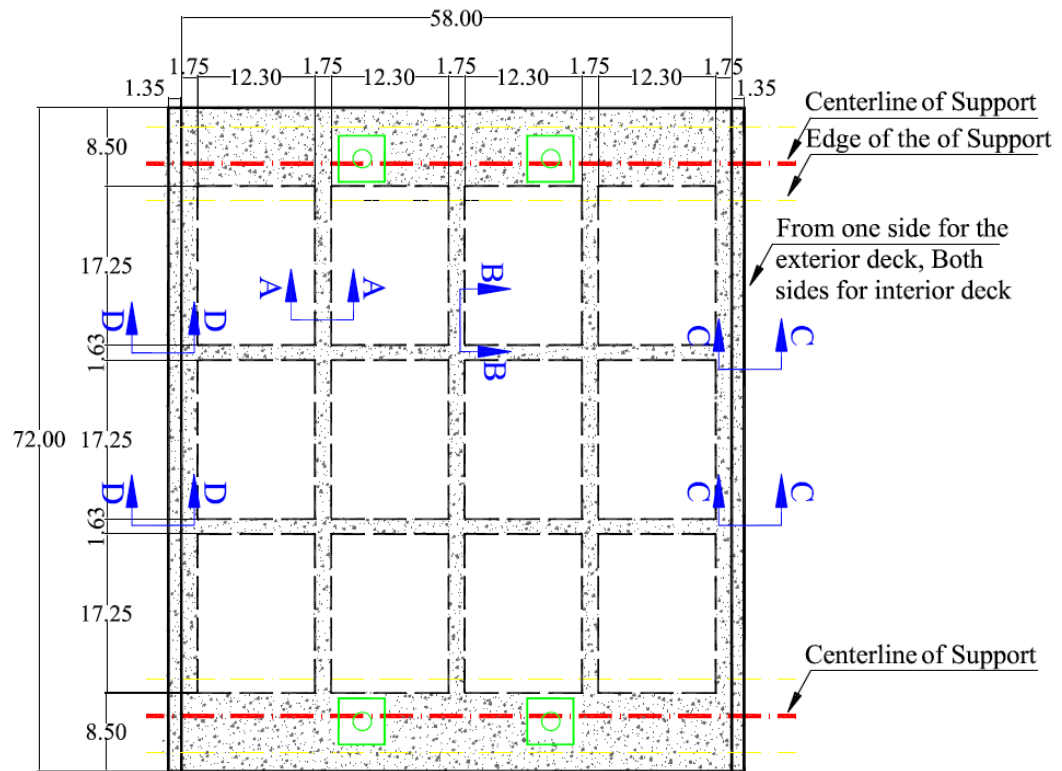 58.00
1.75 1.75 1.75 1.75 1.75
12.30 12.30 12.30 12.30
1.35 1.35
Centerline of Support
8.50
Edge of the of Support
From one side for the
exterior deck, Both
sides for interior deck
17.25
A A
B
D D
C C
1.63
B
72.00
17.25
D D
C C
1.63
17.25
Centerline of Support
8.50